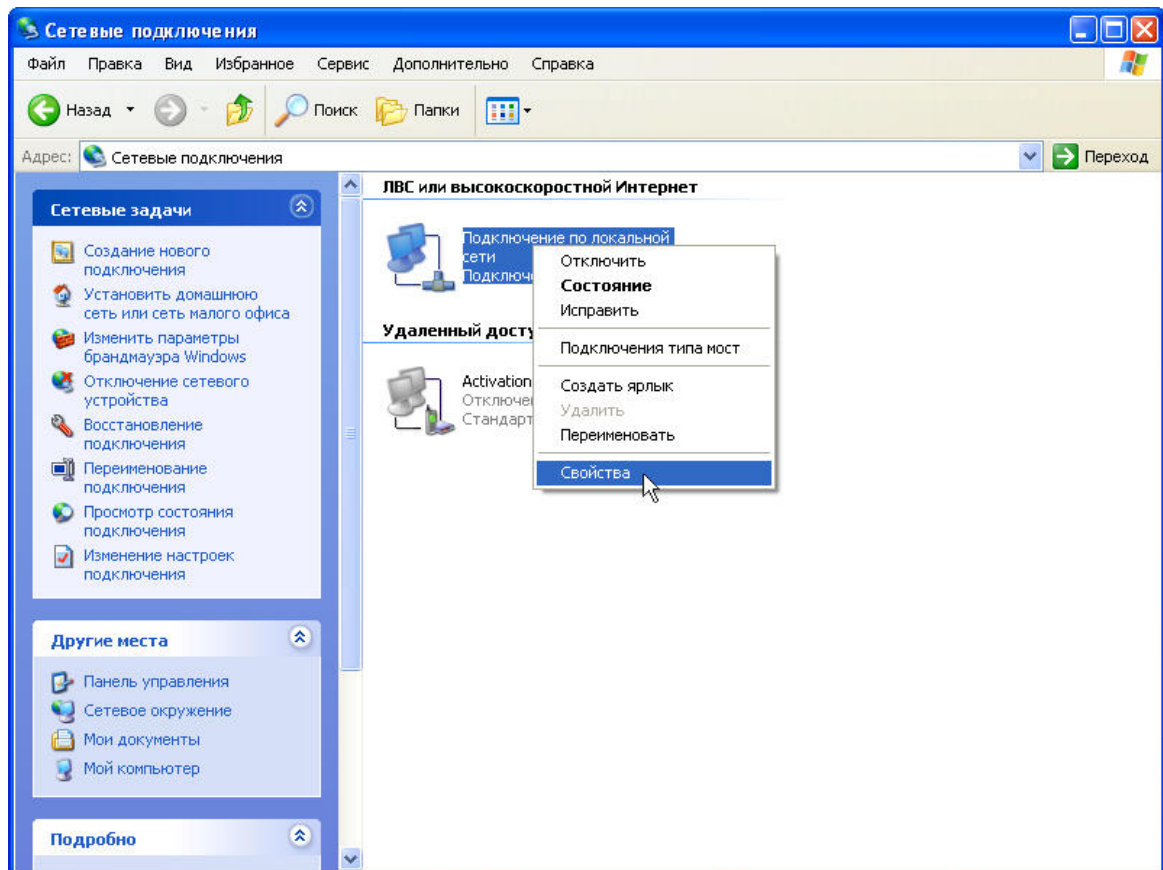 Сетевые подключения
Файл Правка Вид Избранное Сервис Дополнительно Справка
Назад Поиск Папки
Адрес: Сетевые подключения Переход
Сетевые задачи
Создание нового
подключения
Установить домашнюю
сеть или сеть малого офиса
Изменить параметры
брандмауэра Windows
Отключение сетевого
устройства
Восстановление
подключения
Переименование
подключения
Просмотр состояния
подключения
Изменение настроек
подключения
Другие места
Панель управления
Сетевое окружение
Мои документы
Мой компьютер
Подробно
ЛВС или высокоскоростной Интернет
Подключение по локальной
сети
Удаленный
Activation
Отключить
Состояние
Исправить
Подключения типа мост
Создать ярлык
Удалить
Переименовать
Свойства